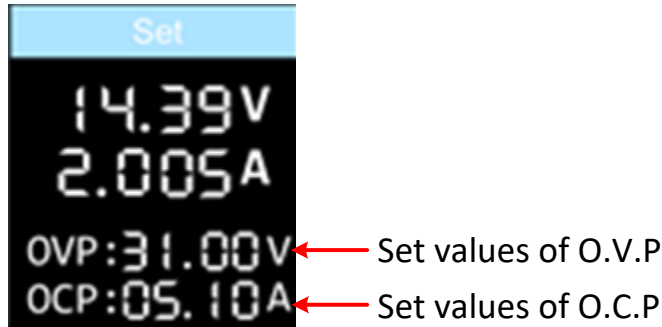 Set
14.39V
2.005A
OVP:31.00V
Set values of O.V.P
OCP:05.10A
Set values of O.C.P